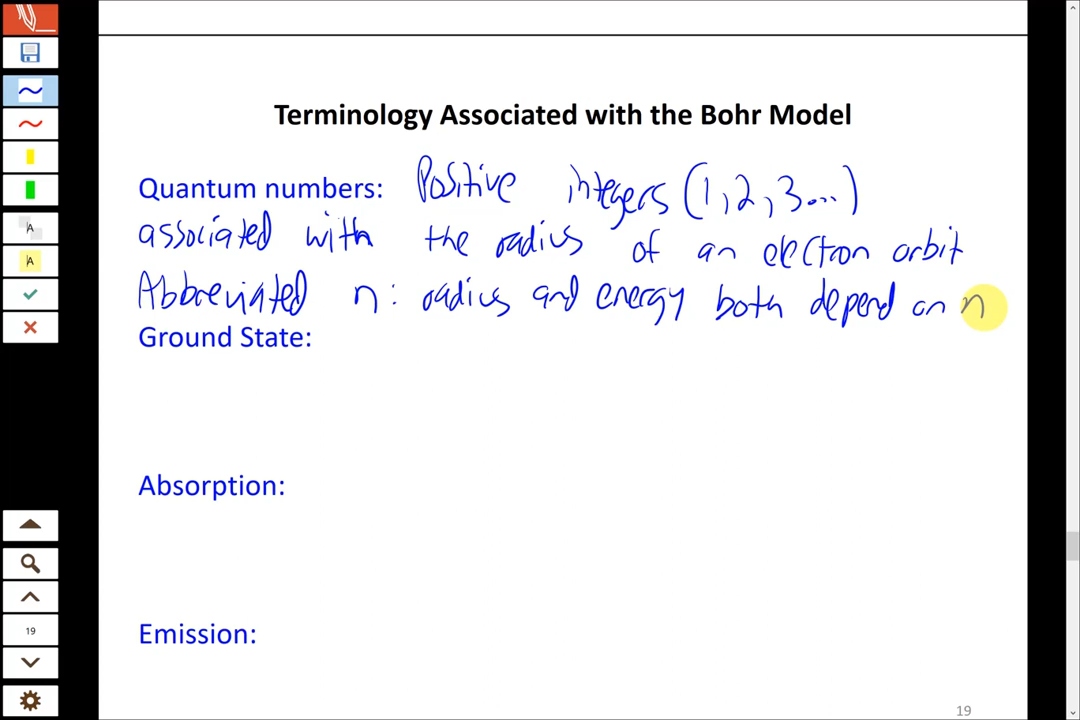 Terminology Associated with the Bohr Model
Quantum numbers: Positive integers (1, 2, 3...)
associated with the radius of an electron orbit
Abbreviated n: radius and energy both depend on n
Ground State:
Absorption:
Emission:
A
A
19
19